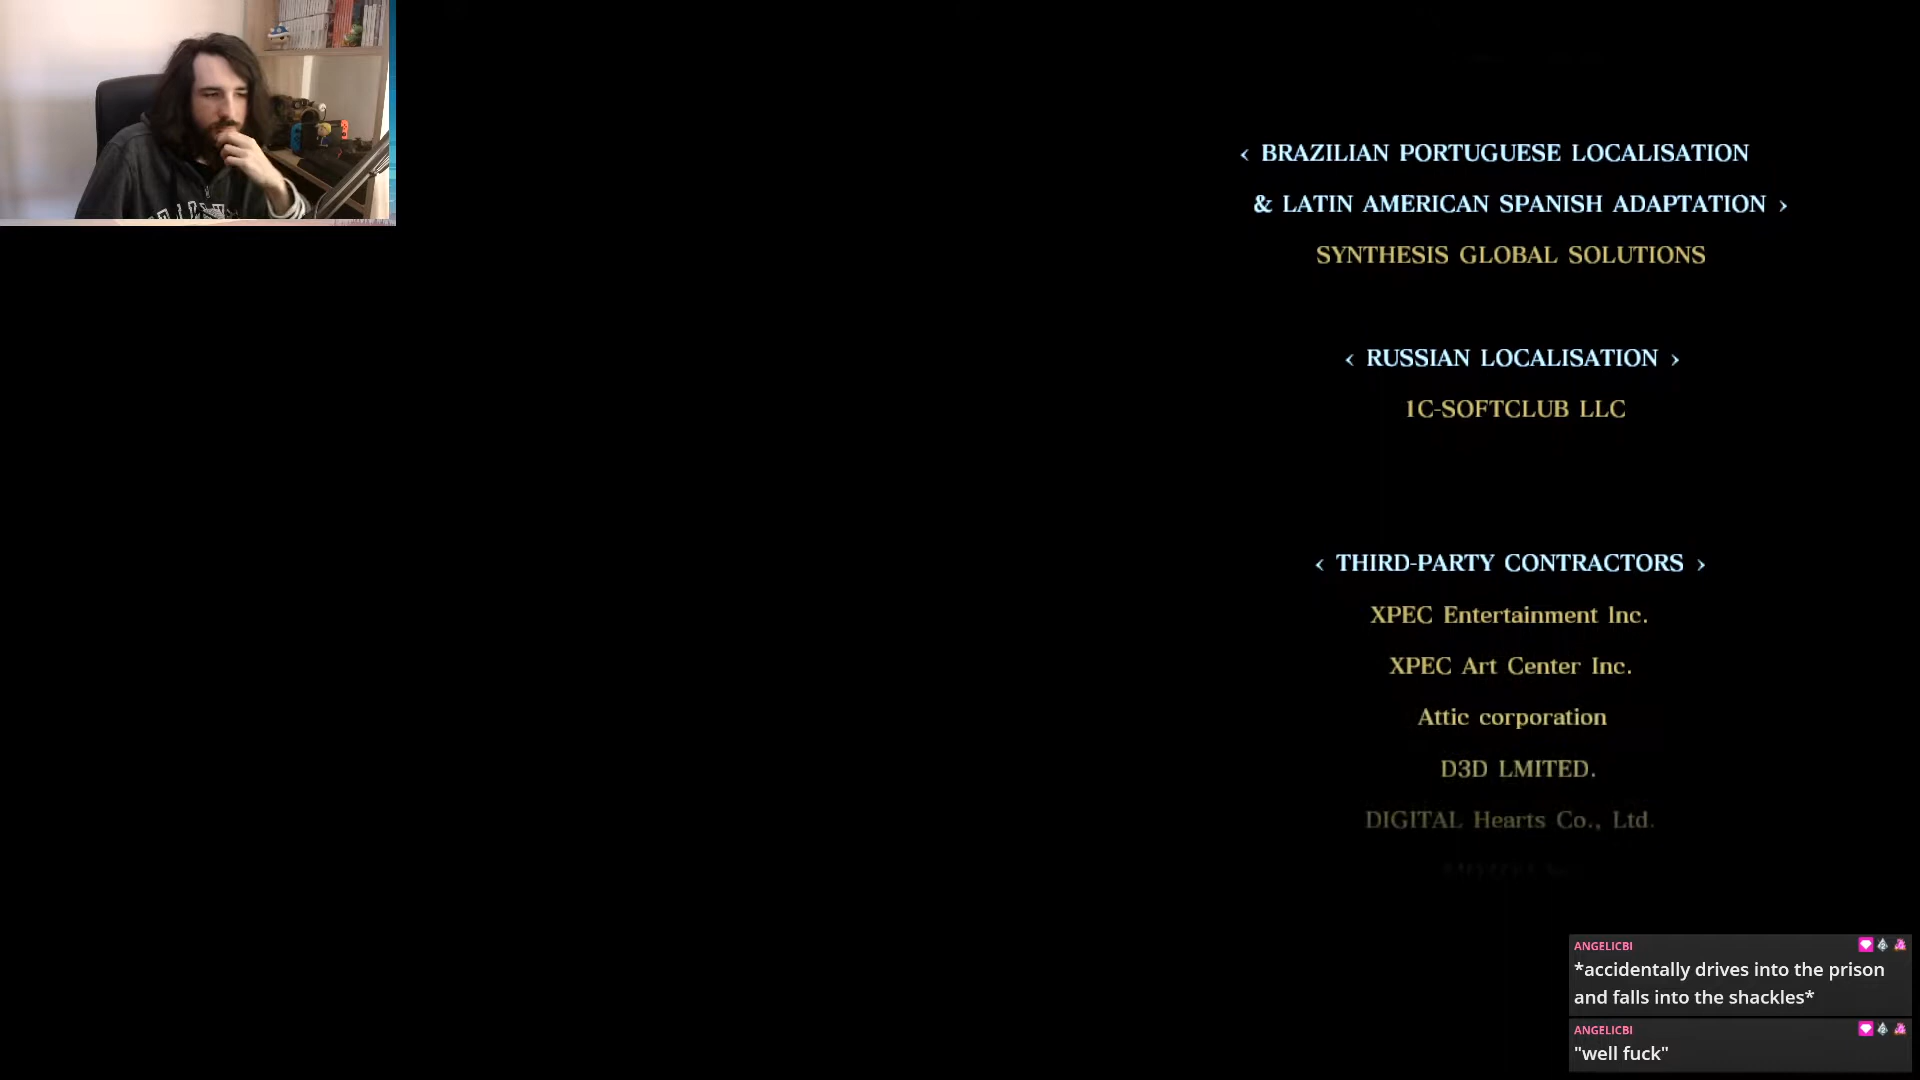 ‹ BRAZILIAN PORTUGUESE LOCALISATION
& LATIN AMERICAN SPANISH ADAPTATION ›
SYNTHESIS GLOBAL SOLUTIONS
‹ RUSSIAN LOCALISATION ›
1C-SOFTCLUB LLC
‹ THIRD-PARTY CONTRACTORS ›
XPEC Entertainment Inc.
XPEC Art Center Inc.
Attic corporation
D3D LMITED.
DIGITAL Hearts Co., Ltd.
ANGELICBI
*accidentally drives into the prison
and falls into the shackles*
ANGELICBI
"well fuck"